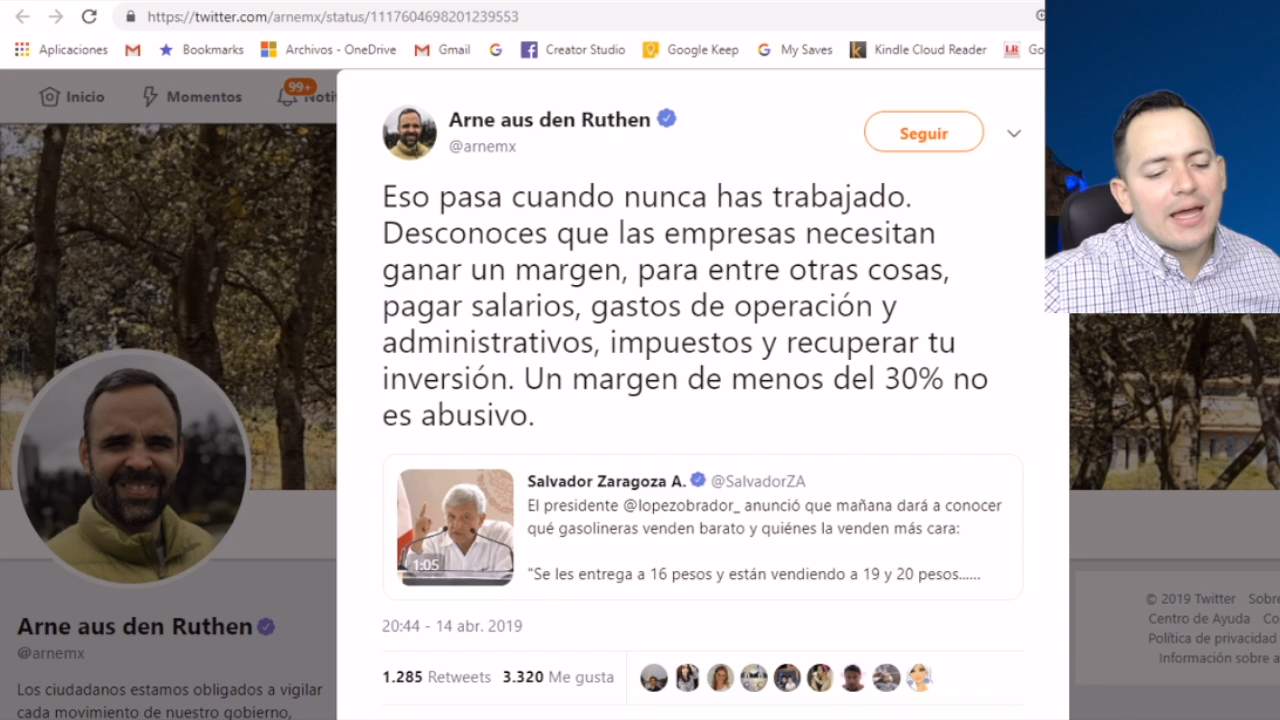 https://twitter.com/arnemx/status/1117604698201239553
Aplicaciones Bookmarks Archivos - OneDrive Gmail Creator Studio Google Keep My Saves Kindle Cloud Reader LR Go
Inicio Momentos 99+ Noti
Arne aus den Ruthen
@arnemx
Seguir
Eso pasa cuando nunca has trabajado.
Desconoces que las empresas necesitan
ganar un margen, para entre otras cosas,
pagar salarios, gastos de operación y
administrativos, impuestos y recuperar tu
inversión. Un margen de menos del 30% no
es abusivo.
Salvador Zaragoza A. @SalvadorZA
El presidente @lopezobrador_ anunció que mañana dará a conocer
qué gasolineras venden barato y quiénes la venden más cara:
"Se les entrega a 16 pesos y están vendiendo a 19 y 20 pesos......
1:05
20:44 - 14 abr. 2019
1.285 Retweets 3.320 Me gusta
Arne aus den Ruthen
@arnemx
Los ciudadanos estamos obligados a vigilar
cada movimiento de nuestro gobierno,
© 2019 Twitter Sobre
Centro de Ayuda Co
Política de privacidad
Información sobre a